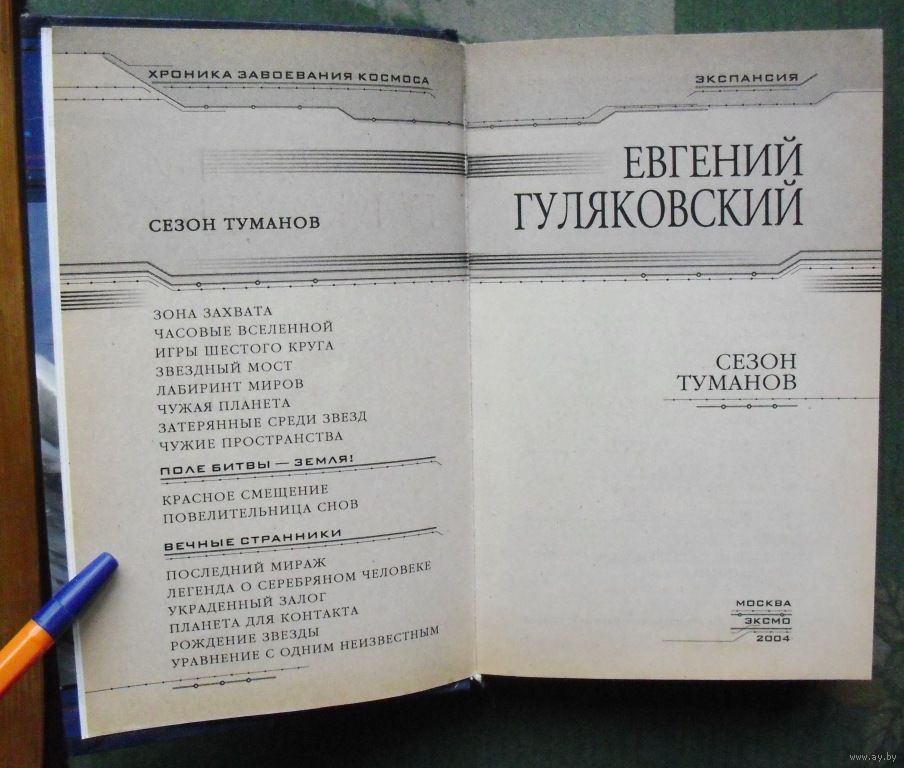 ХРОНИКА ЗАВОЕВАНИЯ КОСМОСА
СЕЗОН ТУМАНОВ
ЗОНА ЗАХВАТА
ЧАСОВЫЕ ВСЕЛЕННОЙ
ИГРЫ ШЕСТОГО КРУГА
ЗВЕЗДНЫЙ МОСТ
ЛАБИРИНТ МИРОВ
ЧУЖАЯ ПЛАНЕТА
ЗАТЕРЯННЫЕ СРЕДИ ЗВЕЗД
ЧУЖИЕ ПРОСТРАНСТВА
ПОЛЕ БИТВЫ — ЗЕМЛЯ!
КРАСНОЕ СМЕЩЕНИЕ
ПОВЕЛИТЕЛЬНИЦА СНОВ
ВЕЧНЫЕ СТРАННИКИ
ПОСЛЕДНИЙ МИРАЖ
ЛЕГЕНДА О СЕРЕБРЯНОМ ЧЕЛОВЕКЕ
УКРАДЕННЫЙ ЗАЛОГ
ПЛАНЕТА ДЛЯ КОНТАКТА
РОЖДЕНИЕ ЗВЕЗДЫ
УРАВНЕНИЕ С ОДНИМ НЕИЗВЕСТНЫМ
ЭКСПАНСИЯ
ЕВГЕНИЙ
ГУЛЯКОВСКИЙ
СЕЗОН
ТУМАНОВ
МОСКВА
ЭКСМО
2004
www.ay.by